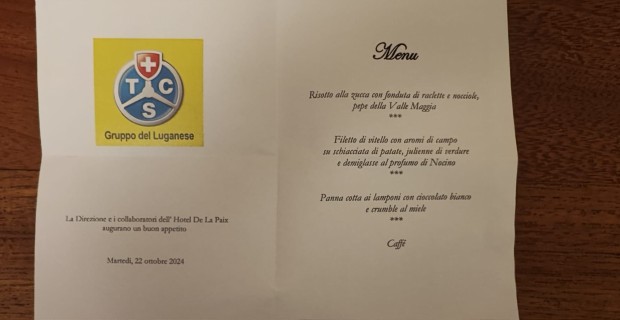 T C S
Gruppo del Luganese
La Direzione e i collaboratori dell' Hotel De La Paix
augurano un buon appetito
Martedì, 22 ottobre 2024
Menu
Risotto alla zucca con fonduta di raclette e nocciole,
pepe della Valle Maggia
***
Filetto di vitello con aromi di campo
su schiacciata di patate, julienne di verdure
e demiglasse al profumo di Nocino
***
Panna cotta ai lamponi con cioccolato bianco
e crumble al miele
***
Caffè